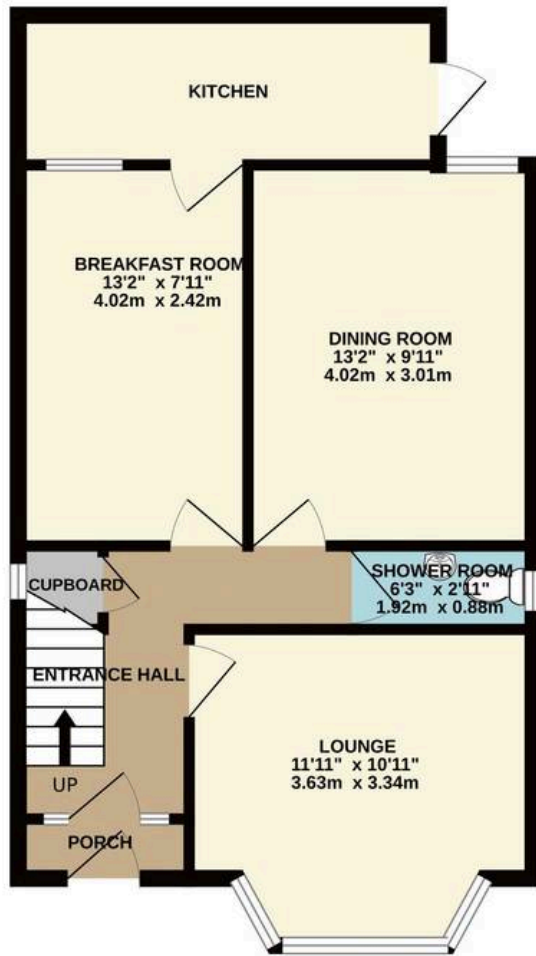 KITCHEN
BREAKFAST ROOM
13'2" x 7'11"
4.02m x 2.42m
DINING ROOM
13'2" x 9'11"
4.02m x 3.01m
CUPBOARD
SHOWER ROOM
6'3" x 2'11"
1.92m x 0.88m
ENTRANCE HALL
LOUNGE
11'11" x 10'11"
3.63m x 3.34m
UP
PORCH